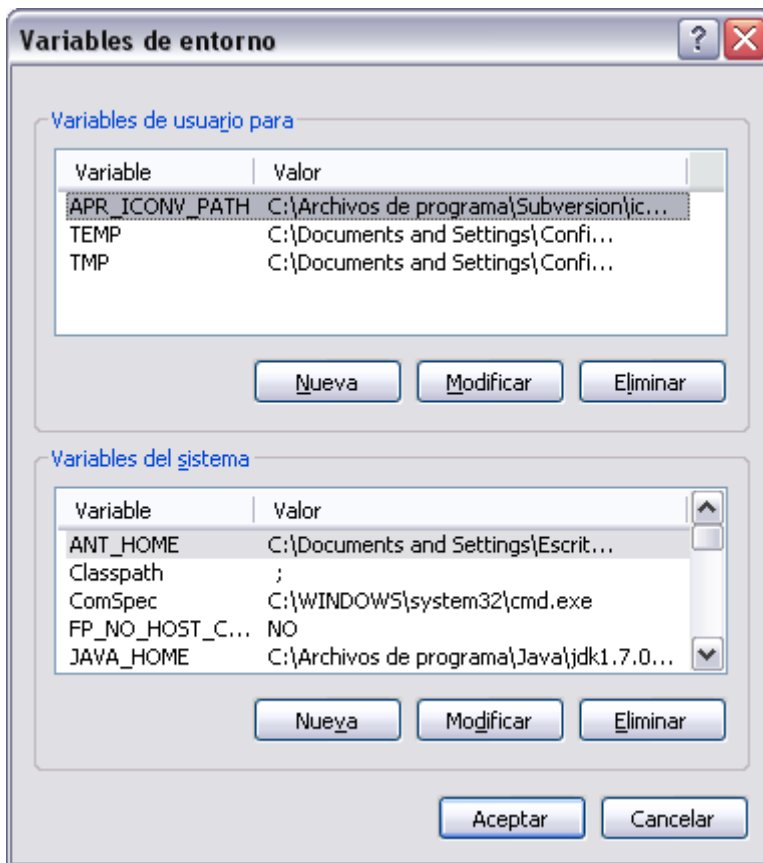 Variables de entorno
Variables de usuario para
Variable Valor
APR_ICONV_PATH C:\Archivos de programa\Subversion\ic...
TEMP C:\Documents and Settings\Confi...
TMP C:\Documents and Settings\Confi...
Nueva Modificar Eliminar
Variables del sistema
Variable Valor
ANT_HOME C:\Documents and Settings\Escrit...
Classpath ;
ComSpec C:\WINDOWS\system32\cmd.exe
FP_NO_HOST_C... NO
JAVA_HOME C:\Archivos de programa\Java\jdk1.7.0...
Nueva Modificar Eliminar
Aceptar Cancelar